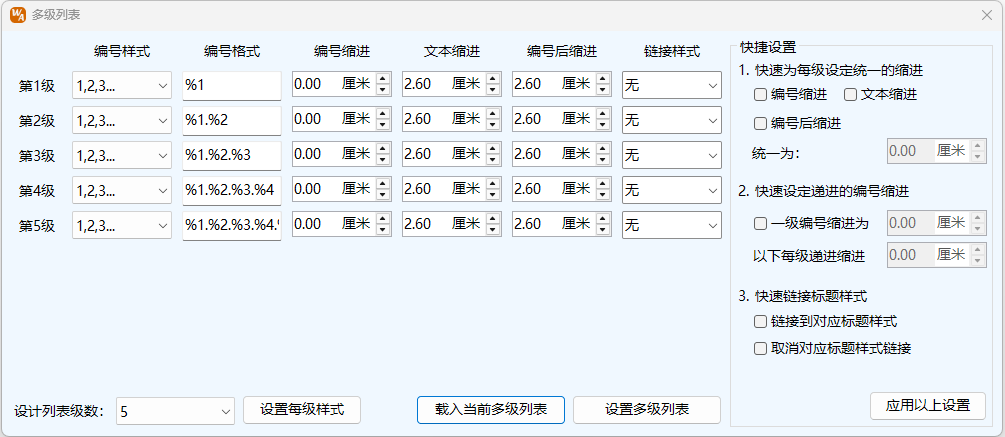 多级列表
编号样式 编号格式 编号缩进 文本缩进 编号后缩进 链接样式
第1级 1,2,3... %1 0.00 厘米 2.60 厘米 2.60 厘米 无
第2级 1,2,3... %1.%2 0.00 厘米 2.60 厘米 2.60 厘米 无
第3级 1,2,3... %1.%2.%3 0.00 厘米 2.60 厘米 2.60 厘米 无
第4级 1,2,3... %1.%2.%3.%4 0.00 厘米 2.60 厘米 2.60 厘米 无
第5级 1,2,3... %1.%2.%3.%4. 0.00 厘米 2.60 厘米 2.60 厘米 无
设计列表级数: 5 设置每级样式 载入当前多级列表 设置多级列表
快捷设置
1. 快速为每级设定统一的缩进
编号缩进 文本缩进
编号后缩进
统一为: 0.00 厘米
2. 快速设定递进的编号缩进
一级编号缩进为 0.00 厘米
以下每级递进缩进 0.00 厘米
3. 快速链接标题样式
链接到对应标题样式
取消对应标题样式链接
应用以上设置